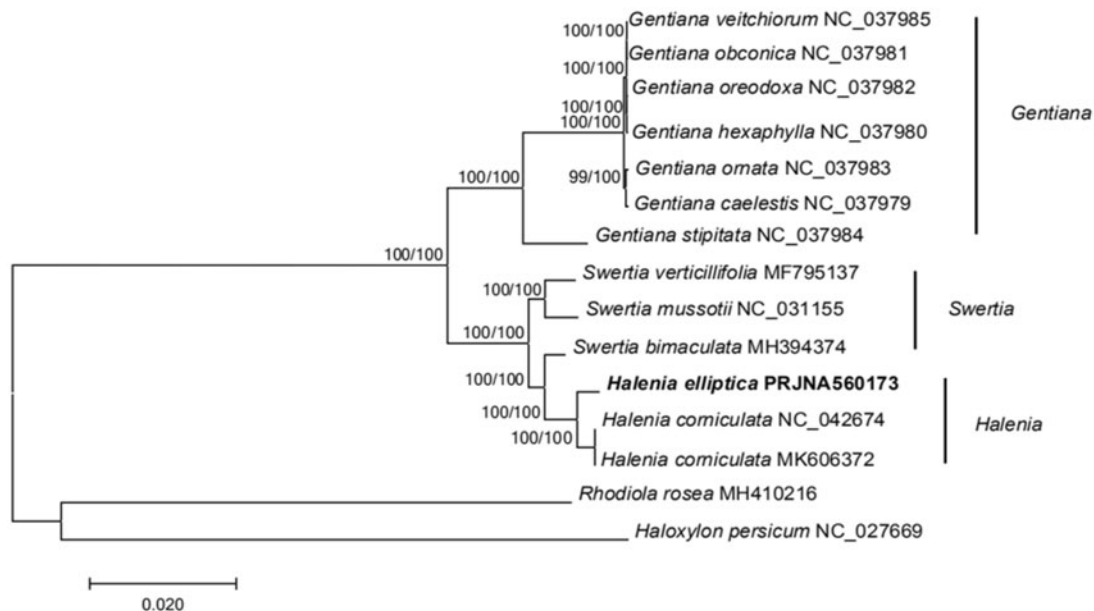 100/100
Gentiana veitchiorum NC_037985
Gentiana obconica NC_037981
100/100
Gentiana oreodoxa NC_037982
100/100
100/100
Gentiana hexaphylla NC_037980
Gentiana
Gentiana ornata NC_037983
99/100
100/100
Gentiana caelestis NC_037979
Gentiana stipitata NC_037984
100/100
Swertia verticillifolia MF795137
100/100
Swertia mussotii NC_031155
Swertia
100/100
Swertia bimaculata MH394374
100/100
Halenia elliptica PRJNA560173
100/100
Halenia corniculata NC_042674
Halenia
100/100
Halenia corniculata MK606372
Rhodiola rosea MH410216
Haloxylon persicum NC_027669
0.020